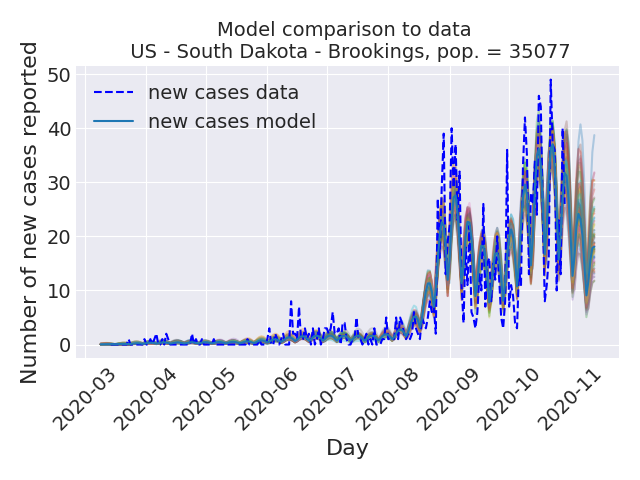 Model comparison to data
US - South Dakota - Brookings, pop. = 35077
Number of new cases reported
50
40
30
20
10
0
new cases data
new cases model
2020-03
2020-04
2020-05
2020-06
2020-07
2020-08
2020-09
2020-10
2020-11
Day